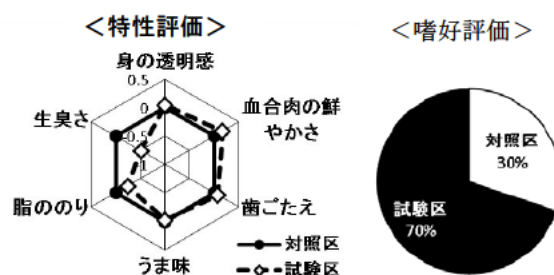 <特性評価>
<嗜好評価>
身の透明感
0.5
0
-0.5
1
血合肉の鮮
やかさ
歯ごたえ
うま味
脂ののり
生臭さ
対照区
試験区
対照区
30%
試験区
70%